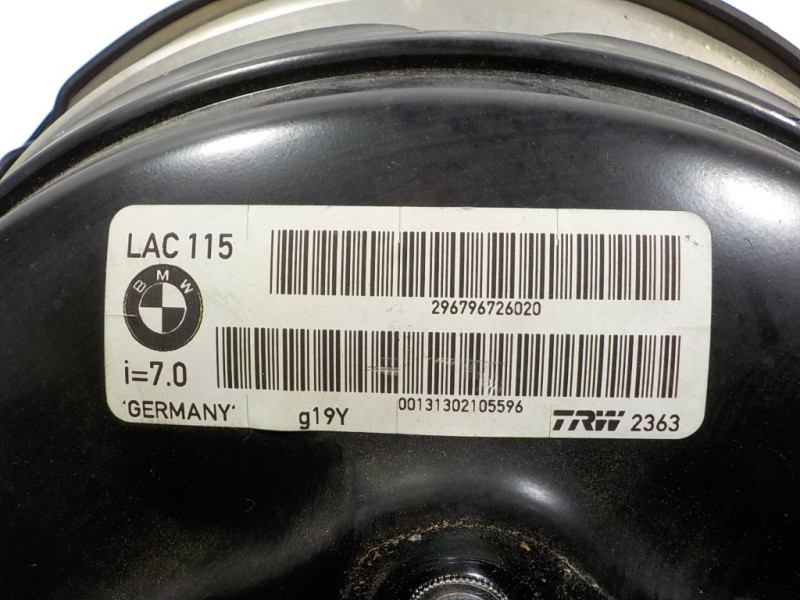 LAC 115
296796726020
BMW
i=7.0
00131302105596
'GERMANY'
g19Y
TRW 2363